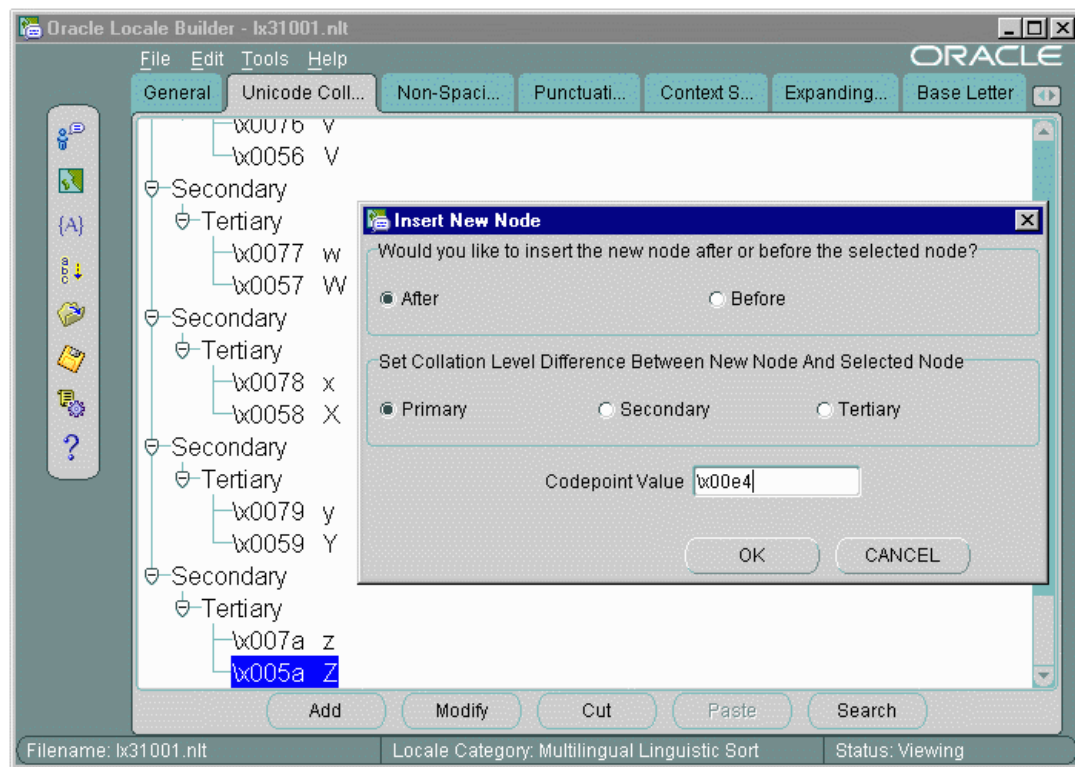 Oracle Locale Builder - lx31001.nlt
File Edit Tools Help
ORACLE
General Unicode Coll... Non-Spaci... Punctuati... Context S... Expanding... Base Letter
{A}
a
b
c
?
\x0076 v
\x0056 V
Secondary
Tertiary
\x0077 w
\x0057 W
Secondary
Tertiary
\x0078 x
\x0058 X
Secondary
Tertiary
\x0079 y
\x0059 Y
Secondary
Tertiary
\x007a z
\x005a Z
Insert New Node
Would you like to insert the new node after or before the selected node?
After Before
Set Collation Level Difference Between New Node And Selected Node
Primary Secondary Tertiary
Codepoint Value \x00e4
OK CANCEL
Add Modify Cut Paste Search
Filename: lx31001.nlt Locale Category: Multilingual Linguistic Sort Status: Viewing